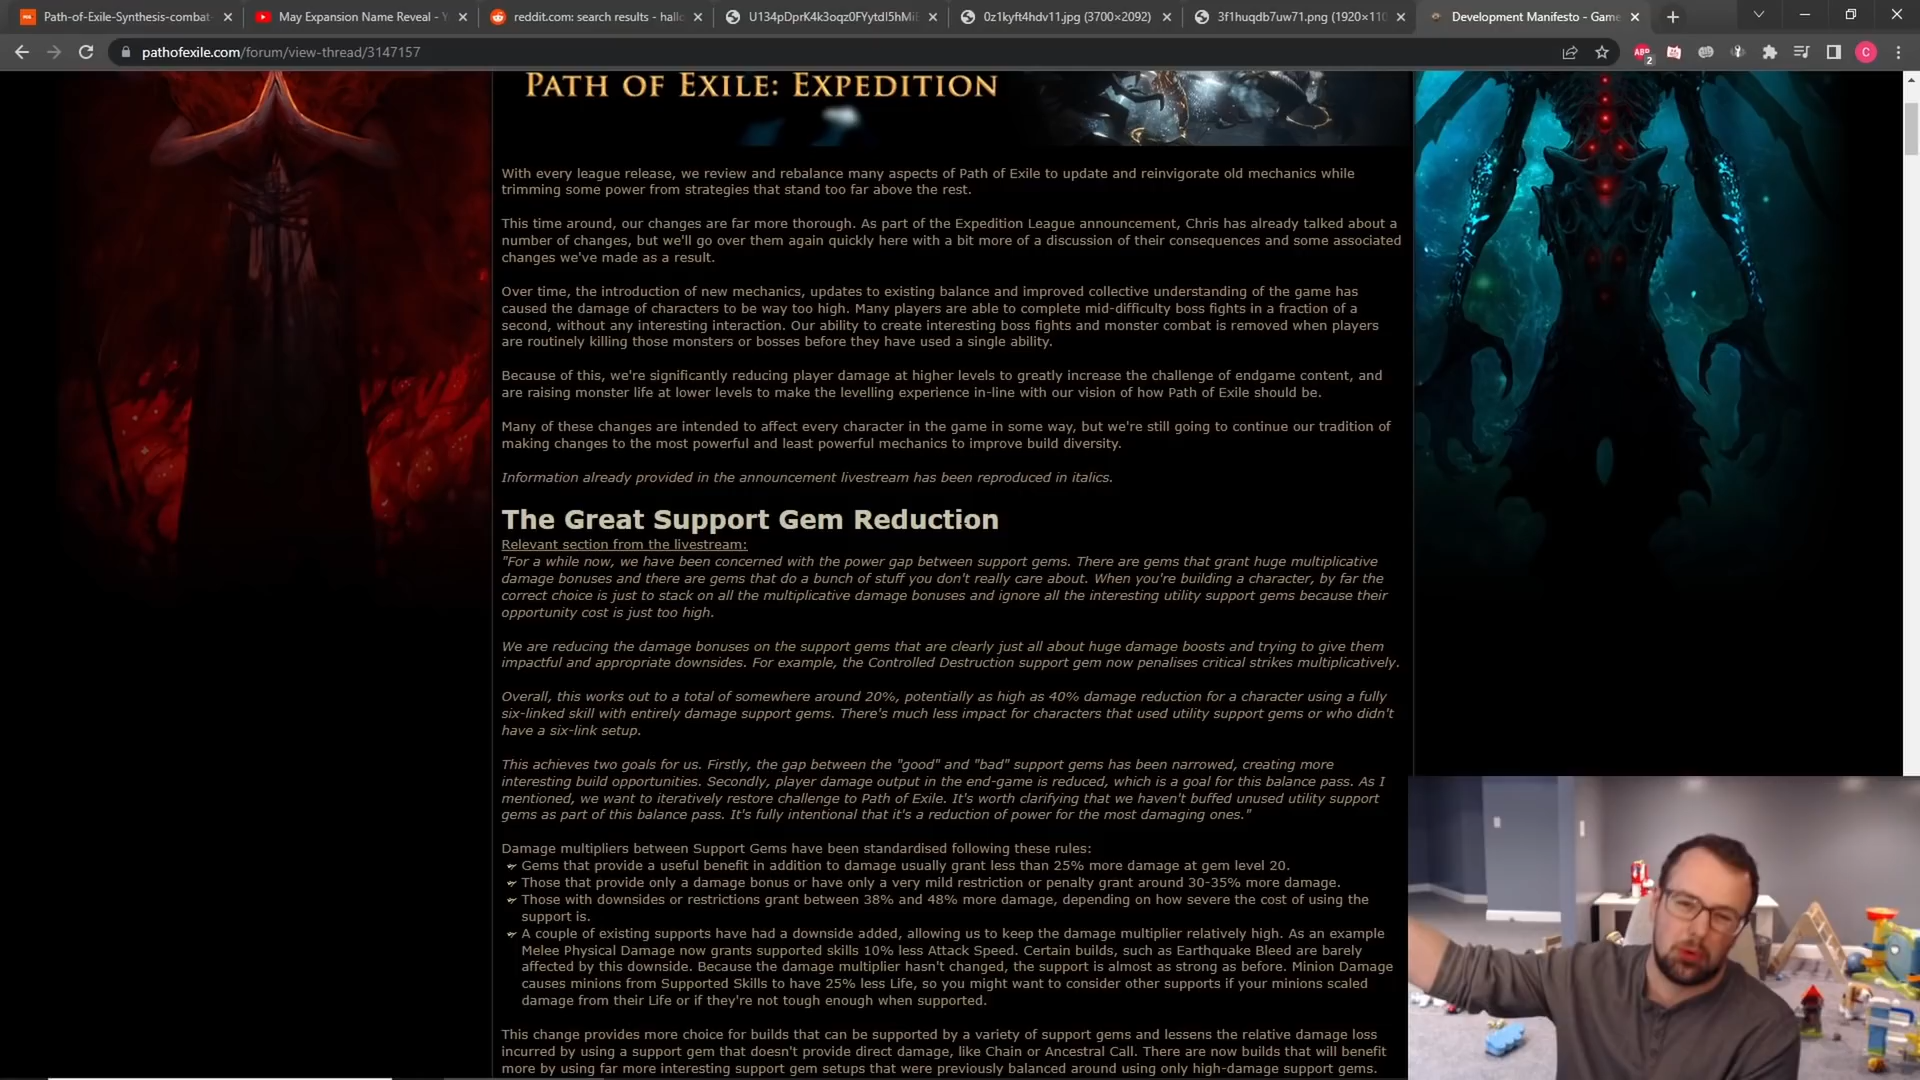 Path-of-Exile-Synthesis-combat-
May Expansion Name Reveal - Y
reddit.com: search results - hallo
U134pDprK4k3oqz0FYytdI5hMi
0z1kyft4hdv11.jpg (3700×2092)
3f1huqdb7uw71.png (1920×110
Development Manifesto - Game
pathofexile.com/forum/view-thread/3147157
2
C
PATH OF EXILE: EXPEDITION
With every league release, we review and rebalance many aspects of Path of Exile to update and reinvigorate old mechanics while
trimming some power from strategies that stand too far above the rest.
This time around, our changes are far more thorough. As part of the Expedition League announcement, Chris has already talked about a
number of changes, but we'll go over them again quickly here with a bit more of a discussion of their consequences and some associated
changes we've made as a result.
Over time, the introduction of new mechanics, updates to existing balance and improved collective understanding of the game has
caused the damage of characters to be way too high. Many players are able to complete mid-difficulty boss fights in a fraction of a
second, without any interesting interaction. Our ability to create interesting boss fights and monster combat is removed when players
are routinely killing those monsters or bosses before they have used a single ability.
Because of this, we're significantly reducing player damage at higher levels to greatly increase the challenge of endgame content, and
are raising monster life at lower levels to make the levelling experience in-line with our vision of how Path of Exile should be.
Many of these changes are intended to affect every character in the game in some way, but we're still going to continue our tradition of
making changes to the most powerful and least powerful mechanics to improve build diversity.
Information already provided in the announcement livestream has been reproduced in italics.
The Great Support Gem Reduction
Relevant section from the livestream:
"For a while now, we have been concerned with the power gap between support gems. There are gems that grant huge multiplicative
damage bonuses and there are gems that do a bunch of stuff you don't really care about. When you're building a character, by far the
correct choice is just to stack on all the multiplicative damage bonuses and ignore all the interesting utility support gems because their
opportunity cost is just too high.
We are reducing the damage bonuses on the support gems that are clearly just all about huge damage boosts and trying to give them
impactful and appropriate downsides. For example, the Controlled Destruction support gem now penalises critical strikes multiplicatively.
Overall, this works out to a total of somewhere around 20%, potentially as high as 40% damage reduction for a character using a fully
six-linked skill with entirely damage support gems. There's much less impact for characters that used utility support gems or who didn't
have a six-link setup.
This achieves two goals for us. Firstly, the gap between the "good" and "bad" support gems has been narrowed, creating more
interesting build opportunities. Secondly, player damage output in the end-game is reduced, which is a goal for this balance pass. As I
mentioned, we want to iteratively restore challenge to Path of Exile. It's worth clarifying that we haven't buffed unused utility support
gems as part of this balance pass. It's fully intentional that it's a reduction of power for the most damaging ones."
Damage multipliers between Support Gems have been standardised following these rules:
Gems that provide a useful benefit in addition to damage usually grant less than 25% more damage at gem level 20.
Those that provide only a damage bonus or have only a very mild restriction or penalty grant around 30-35% more damage.
Those with downsides or restrictions grant between 38% and 48% more damage, depending on how severe the cost of using the
support is.
A couple of existing supports have had a downside added, allowing us to keep the damage multiplier relatively high. As an example
Melee Physical Damage now grants supported skills 10% less Attack Speed. Certain builds, such as Earthquake Bleed are barely
affected by this downside. Because the damage multiplier hasn't changed, the support is almost as strong as before. Minion Damage
causes minions from Supported Skills to have 25% less Life, so you might want to consider other supports if your minions scaled
damage from their Life or if they're not tough enough when supported.
This change provides more choice for builds that can be supported by a variety of support gems and lessens the relative damage loss
incurred by using a support gem that doesn't provide direct damage, like Chain or Ancestral Call. There are now builds that will benefit
more by using far more interesting support gem setups that were previously balanced around using only high-damage support gems.